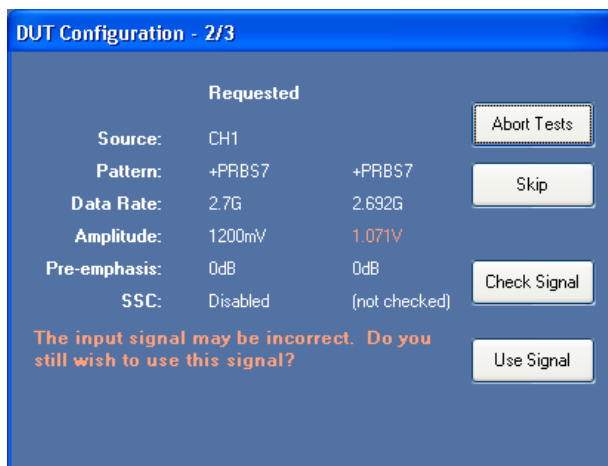 DUT Configuration - 2/3
Requested
Source: CH1
Pattern: +PRBS7 +PRBS7
Data Rate: 2.7G 2.692G
Amplitude: 1200mV 1.071V
Pre-emphasis: 0dB 0dB
SSC: Disabled (not checked)
The input signal may be incorrect. Do you
still wish to use this signal?
Abort Tests
Skip
Check Signal
Use Signal